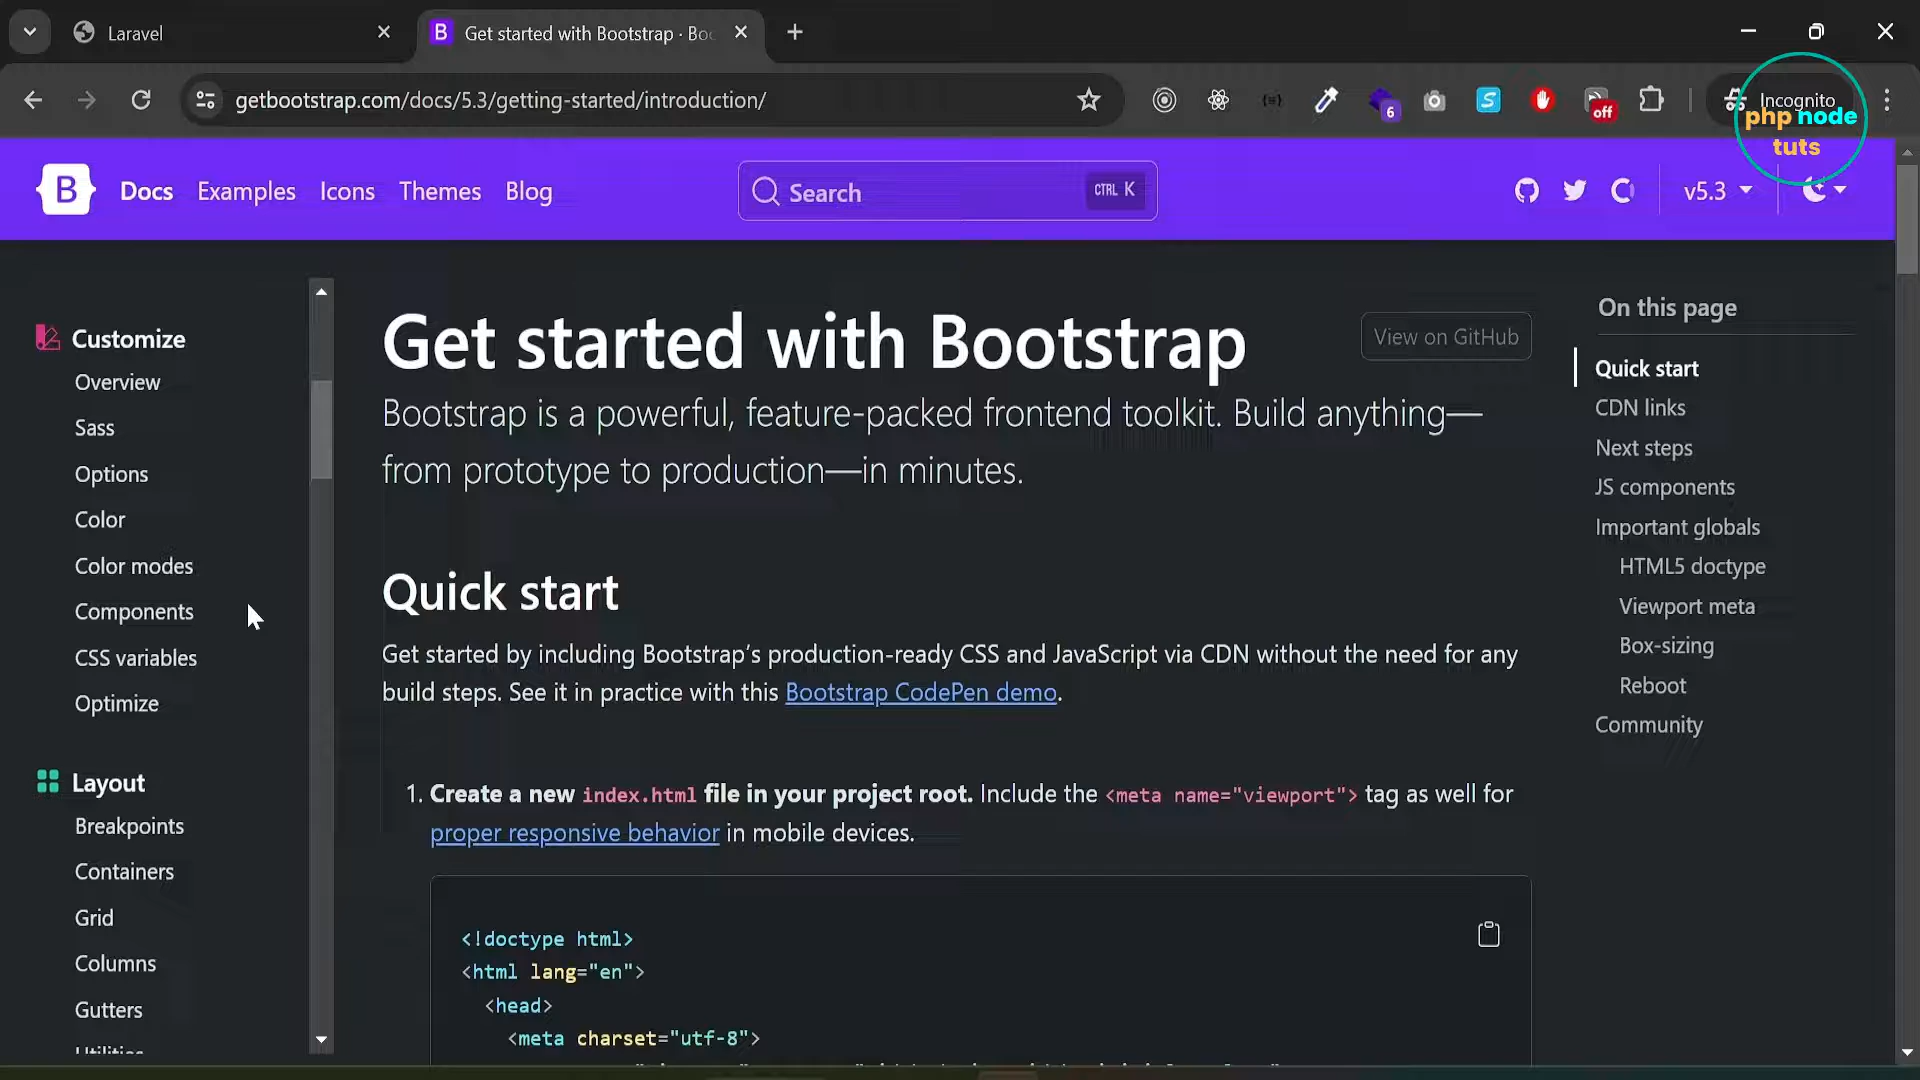 Laravel
Get started with Bootstrap · Boo
getbootstrap.com/docs/5.3/getting-started/introduction/
6
off
Incognito
php node
tuts
B
Docs
Examples
Icons
Themes
Blog
Search
CTRL K
v5.3
Customize
Overview
Sass
Options
Color
Color modes
Components
CSS variables
Optimize
Layout
Breakpoints
Containers
Grid
Columns
Gutters
Utilities
Get started with Bootstrap
View on GitHub
Bootstrap is a powerful, feature-packed frontend toolkit. Build anything—
from prototype to production—in minutes.
Quick start
Get started by including Bootstrap’s production-ready CSS and JavaScript via CDN without the need for any
build steps. See it in practice with this Bootstrap CodePen demo.
1. Create a new index.html file in your project root. Include the <meta name="viewport"> tag as well for
proper responsive behavior in mobile devices.
<!doctype html>
<html lang="en">
<head>
<meta charset="utf-8">
On this page
Quick start
CDN links
Next steps
JS components
Important globals
HTML5 doctype
Viewport meta
Box-sizing
Reboot
Community